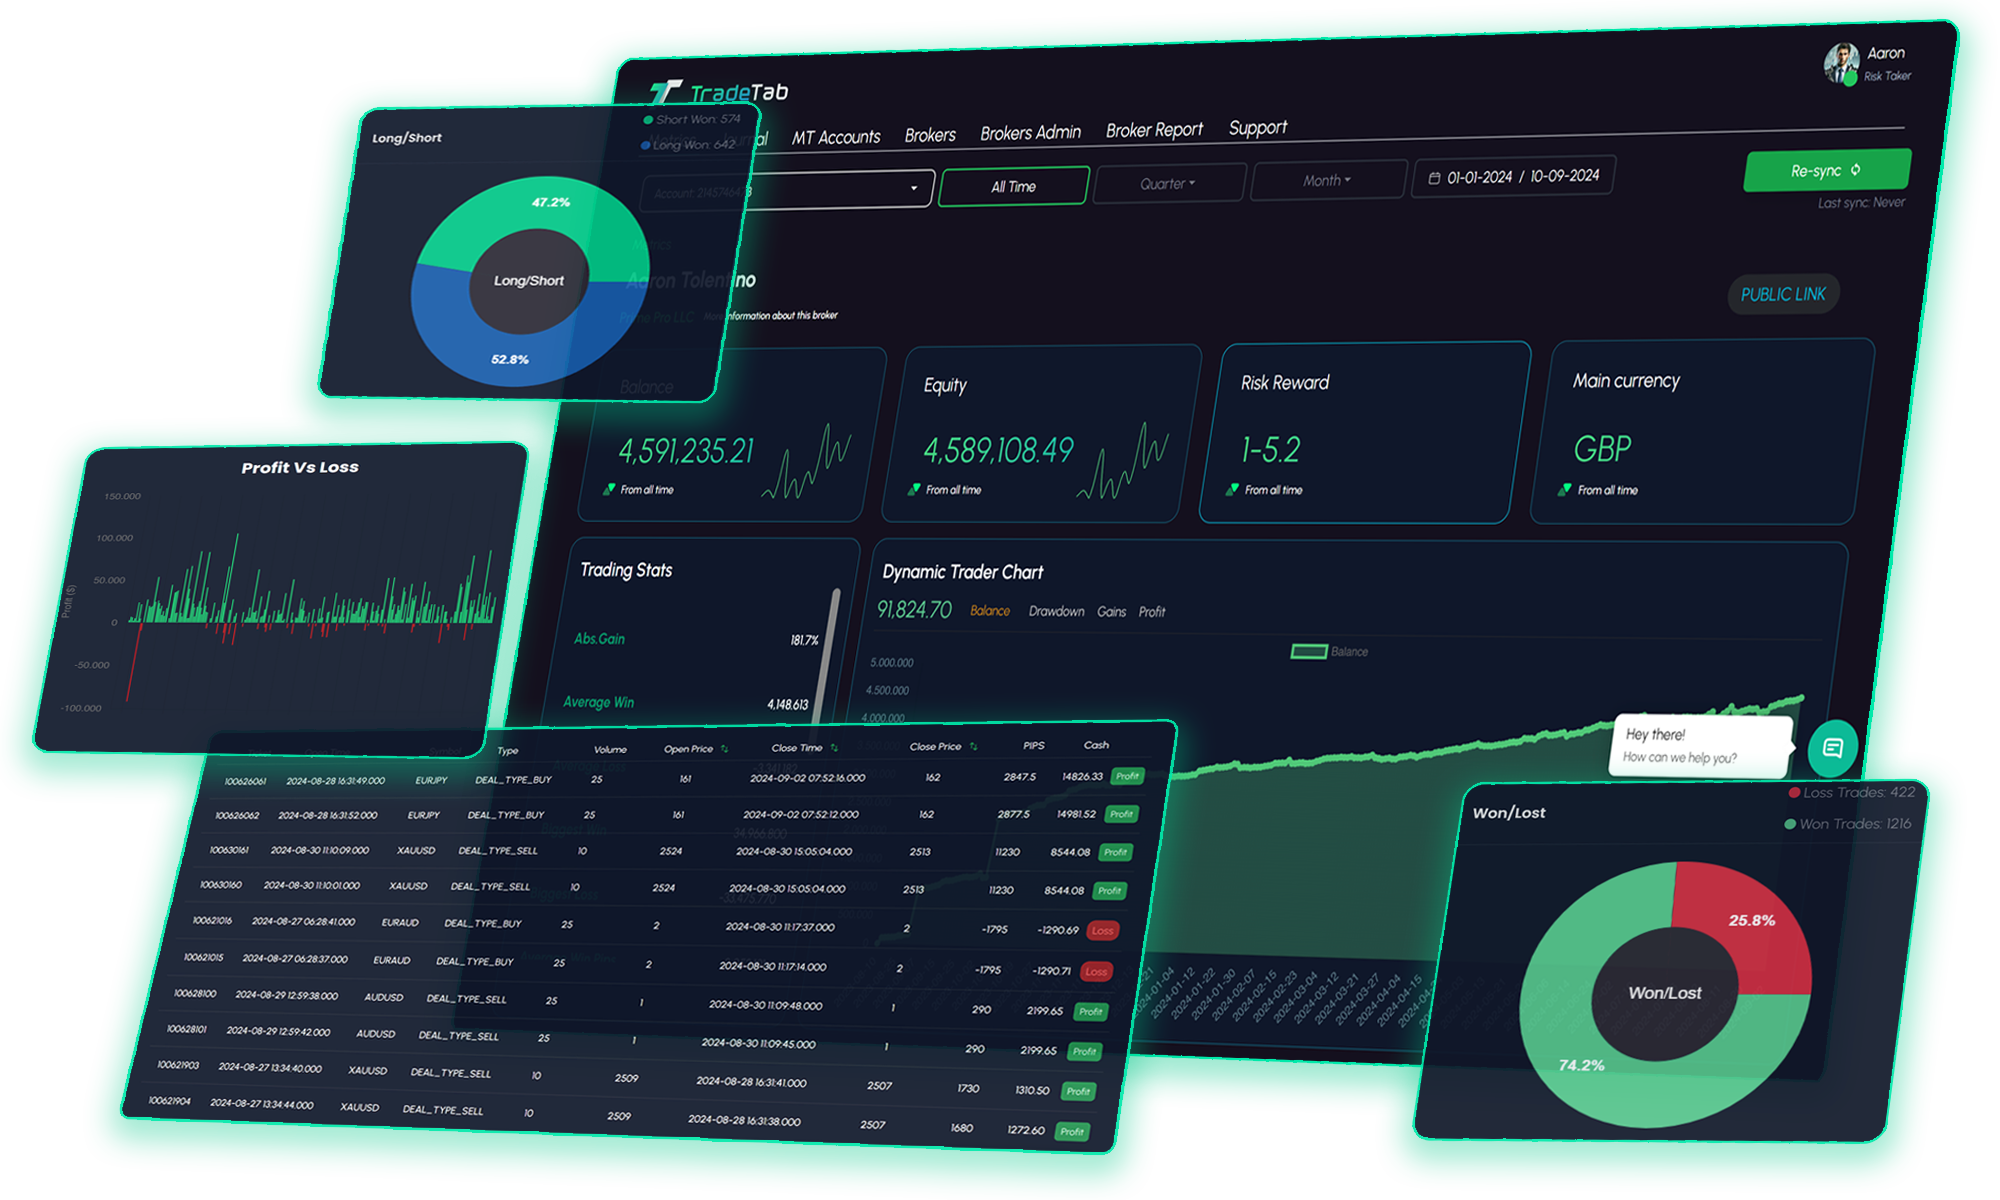 TradeTab
Aaron
Risk Taker
Metrics Journal MT Accounts Brokers Brokers Admin Broker Report Support
All Time Quarter Month 01-01-2024 / 10-09-2024
Re-sync
Last sync: Never
Metrics
Aaron Tolentino
Prime Pro LLC More information about this broker
PUBLIC LINK
Long/Short
Short Won: 574
Long Won: 642
47.2%
Long/Short
52.8%
Balance
4,591,235.21
From all time
Equity
4,589,108.49
From all time
Risk Reward
1-5.2
From all time
Main currency
GBP
From all time
Profit Vs Loss
150.000
100.000
50.000
0
-50.000
-100.000
Profit ($)
Trading Stats
Abs.Gain 181.7%
Average Win 4,148.613
Dynamic Trader Chart
91,824.70 Balance Drawdown Gains Profit
Balance
5.000.000
4.500.000
4.000.000
Hey there!
How can we help you?
Type Volume Open Price Close Time Close Price PIPS Cash
100626061 2024-08-28 16:31:49.000 EURJPY DEAL_TYPE_BUY 25 161 2024-09-02 07:52:16.000 162 2847.5 14826.33 Profit
100626062 2024-08-28 16:31:52.000 EURJPY DEAL_TYPE_BUY 25 161 2024-09-02 07:52:12.000 162 2877.5 14981.52 Profit
100630161 2024-08-30 11:10:09.000 XAUUSD DEAL_TYPE_SELL 10 2524 2024-08-30 15:05:04.000 2513 11230 8544.08 Profit
100630160 2024-08-30 11:10:01.000 XAUUSD DEAL_TYPE_SELL 10 2524 2024-08-30 15:05:04.000 2513 11230 8544.08 Profit
100621016 2024-08-27 06:28:41.000 EURAUD DEAL_TYPE_BUY 25 2 2024-08-30 11:17:37.000 2 -1795 -1290.69 Loss
100621015 2024-08-27 06:28:37.000 EURAUD DEAL_TYPE_BUY 25 2 2024-08-30 11:17:14.000 2 -1795 -1290.71 Loss
100628100 2024-08-29 12:59:38.000 AUDUSD DEAL_TYPE_SELL 25 1 2024-08-30 11:09:48.000 1 290 2199.65 Profit
100628101 2024-08-29 12:59:42.000 AUDUSD DEAL_TYPE_SELL 25 1 2024-08-30 11:09:45.000 1 290 2199.65 Profit
100621903 2024-08-27 13:34:40.000 XAUUSD DEAL_TYPE_SELL 10 2509 2024-08-28 16:31:41.000 2507 1730 1310.50 Profit
100621904 2024-08-27 13:34:44.000 XAUUSD DEAL_TYPE_SELL 10 2509 2024-08-28 16:31:38.000 2507 1680 1272.60 Profit
2024-01-04
2024-01-12
2024-01-22
2024-01-30
2024-02-07
2024-02-15
2024-02-23
2024-03-04
2024-03-12
2024-03-21
2024-03-27
2024-04-04
2024-04-15
Won/Lost
Loss Trades: 422
Won Trades: 1216
25.8%
Won/Lost
74.2%